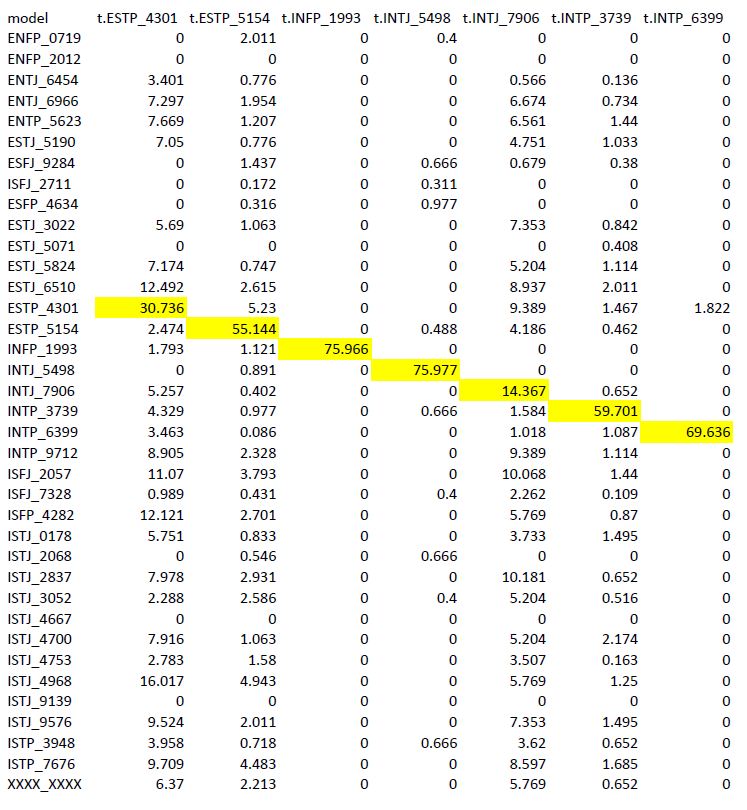 model t.ESTP_4301 t.ESTP_5154 t.INFP_1993 t.INTJ_5498 t.INTJ_7906 t.INTP_3739 t.INTP_6399
ENFP_0719 0 2.011 0 0.4 0 0 0
ENFP_2012 0 0 0 0 0 0 0
ENTJ_6454 3.401 0.776 0 0 0.566 0.136 0
ENTJ_6966 7.297 1.954 0 0 6.674 0.734 0
ENTP_5623 7.669 1.207 0 0 6.561 1.44 0
ESTJ_5190 7.05 0.776 0 0 4.751 1.033 0
ESFJ_9284 0 1.437 0 0.666 0.679 0.38 0
ISFJ_2711 0 0.172 0 0.311 0 0 0
ESFP_4634 0 0.316 0 0.977 0 0 0
ESTJ_3022 5.69 1.063 0 0 7.353 0.842 0
ESTJ_5071 0 0 0 0 0 0.408 0
ESTJ_5824 7.174 0.747 0 0 5.204 1.114 0
ESTJ_6510 12.492 2.615 0 0 8.937 2.011 0
ESTP_4301 30.736 5.23 0 0 9.389 1.467 1.822
ESTP_5154 2.474 55.144 0 0.488 4.186 0.462 0
INFP_1993 1.793 1.121 75.966 0 0 0 0
INTJ_5498 0 0.891 0 75.977 0 0 0
INTJ_7906 5.257 0.402 0 0 14.367 0.652 0
INTP_3739 4.329 0.977 0 0.666 1.584 59.701 0
INTP_6399 3.463 0.086 0 0 1.018 1.087 69.636
INTP_9712 8.905 2.328 0 0 9.389 1.114 0
ISFJ_2057 11.07 3.793 0 0 10.068 1.44 0
ISFJ_7328 0.989 0.431 0 0.4 2.262 0.109 0
ISFP_4282 12.121 2.701 0 0 5.769 0.87 0
ISTJ_0178 5.751 0.833 0 0 3.733 1.495 0
ISTJ_2068 0 0.546 0 0.666 0 0 0
ISTJ_2837 7.978 2.931 0 0 10.181 0.652 0
ISTJ_3052 2.288 2.586 0 0.4 5.204 0.516 0
ISTJ_4667 0 0 0 0 0 0 0
ISTJ_4700 7.916 1.063 0 0 5.204 2.174 0
ISTJ_4753 2.783 1.58 0 0 3.507 0.163 0
ISTJ_4968 16.017 4.943 0 0 5.769 1.25 0
ISTJ_9139 0 0 0 0 0 0 0
ISTJ_9576 9.524 2.011 0 0 7.353 1.495 0
ISTP_3948 3.958 0.718 0 0.666 3.62 0.652 0
ISTP_7676 9.709 4.483 0 0 8.597 1.685 0
XXXX_XXXX 6.37 2.213 0 0 5.769 0.652 0